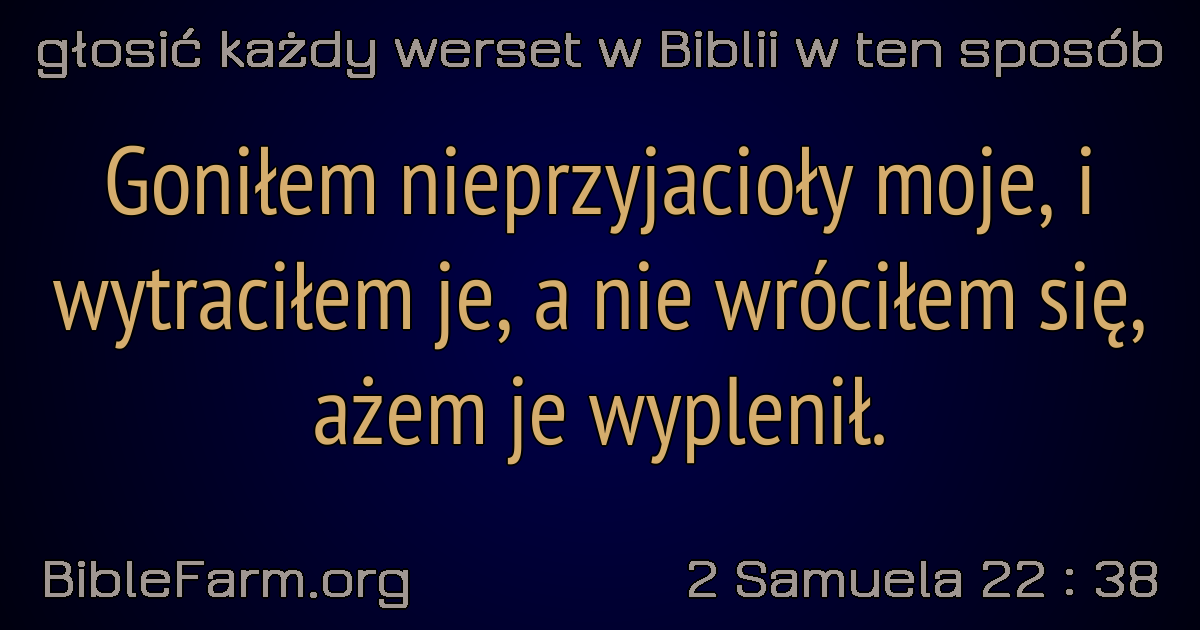 głosić każdy werset w Biblii w ten sposób
Goniłem nieprzyjacioły moje, i
wytraciłem je, a nie wróciłem się,
ażem je wyplenił.
BibleFarm.org
2 Samuela 22 : 38